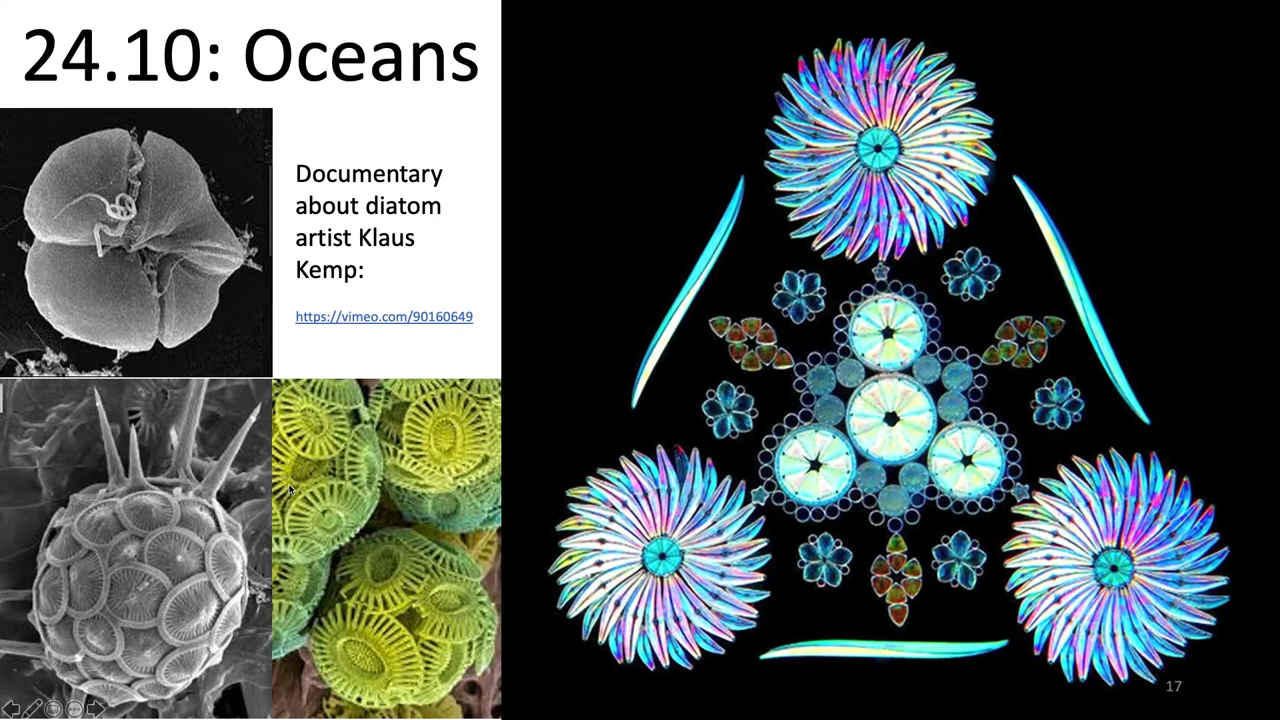 24.10: Oceans
Documentary
about diatom
artist Klaus
Kemp:
https://vimeo.com/90160649
17